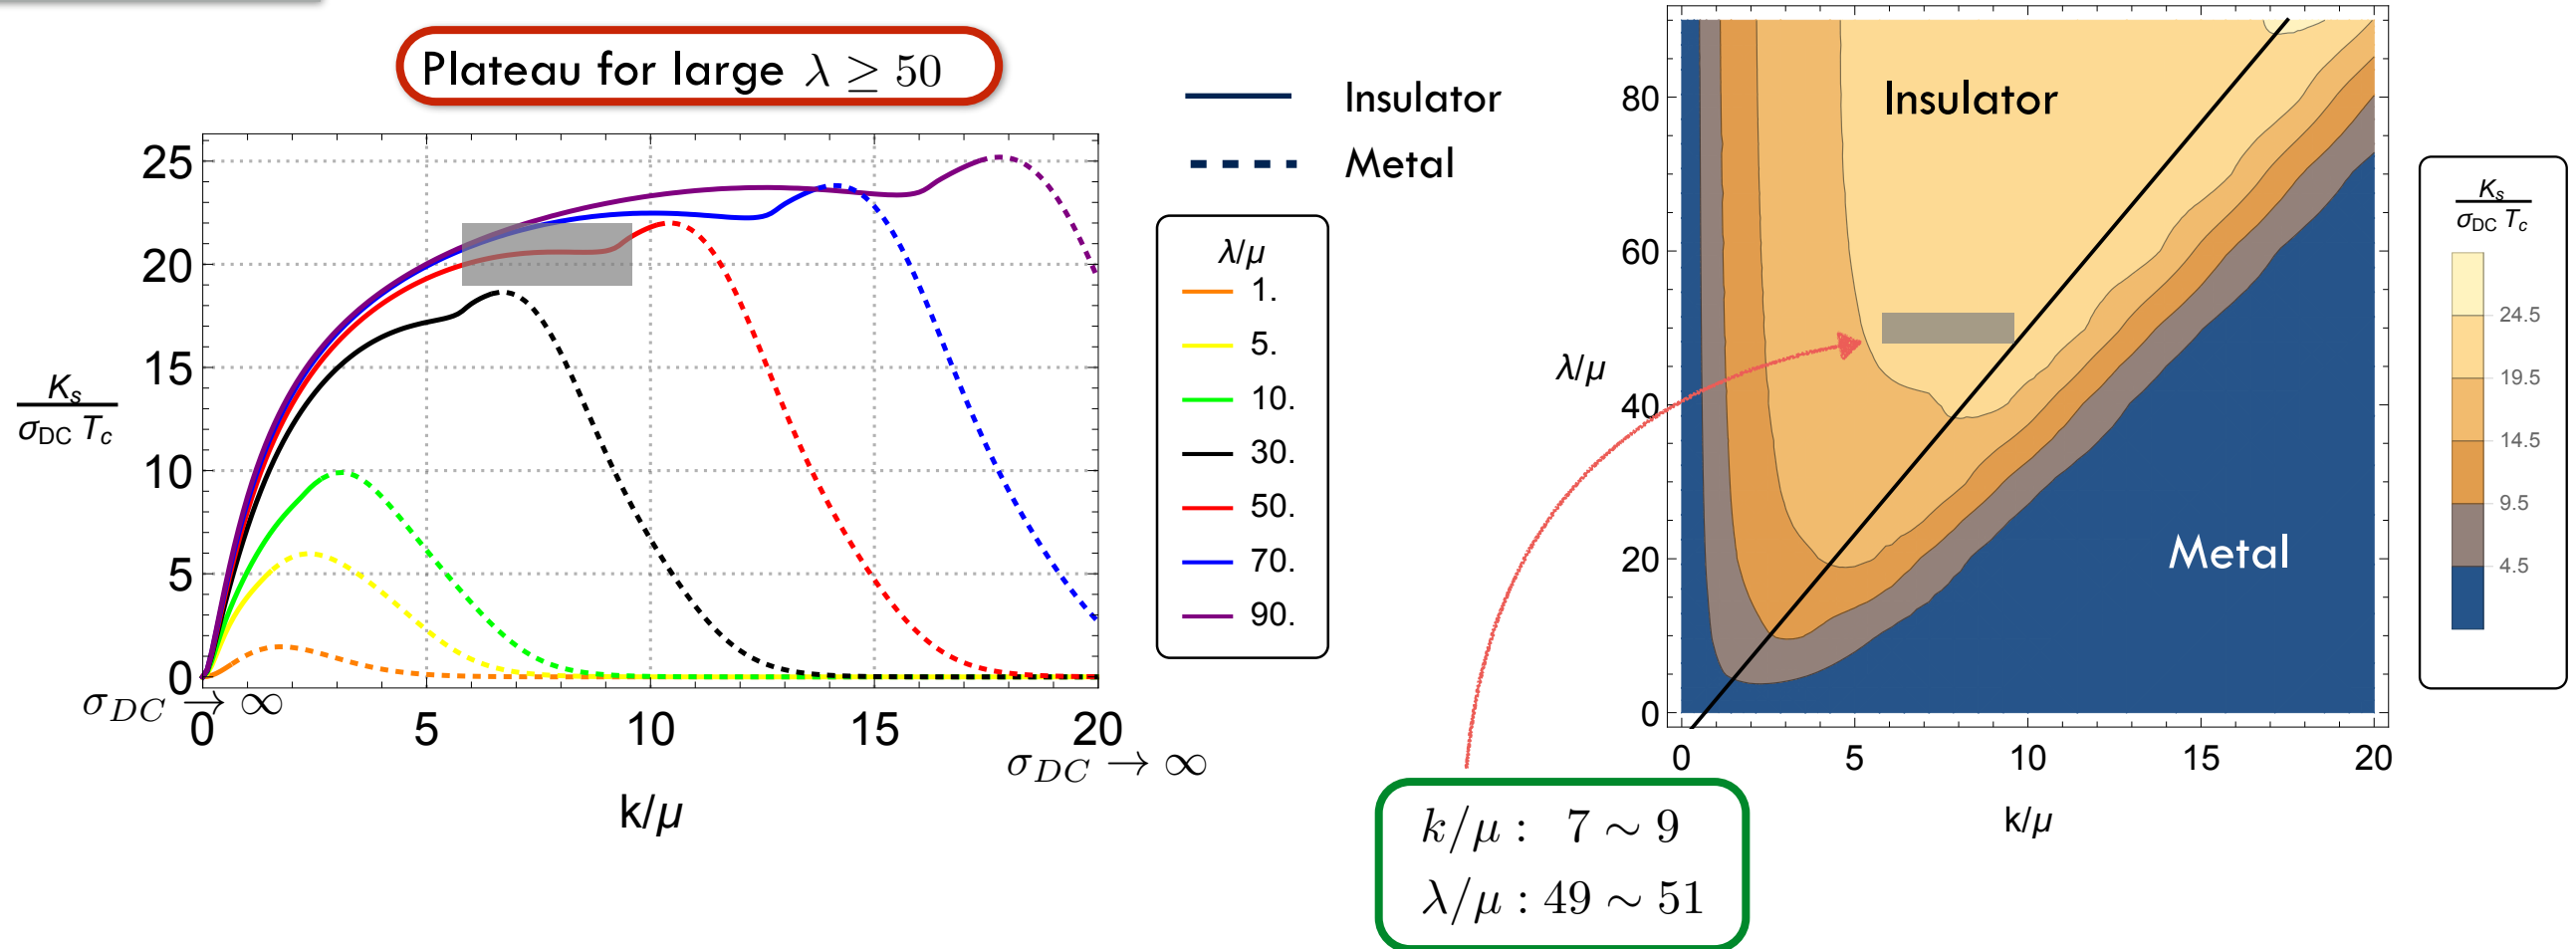 Plateau for large λ ≥ 50
25
20
15
10
5
0
K_s / σ_DC T_c
σ_DC → ∞
0 5 10 15 20
σ_DC → ∞
k/μ
Insulator
Metal
λ/μ
1.
5.
10.
30.
50.
70.
90.
Insulator
Metal
80
60
40
20
0
λ/μ
0 5 10 15 20
k/μ
K_s / σ_DC T_c
24.5
19.5
14.5
9.5
4.5
k/μ : 7 ~ 9
λ/μ : 49 ~ 51